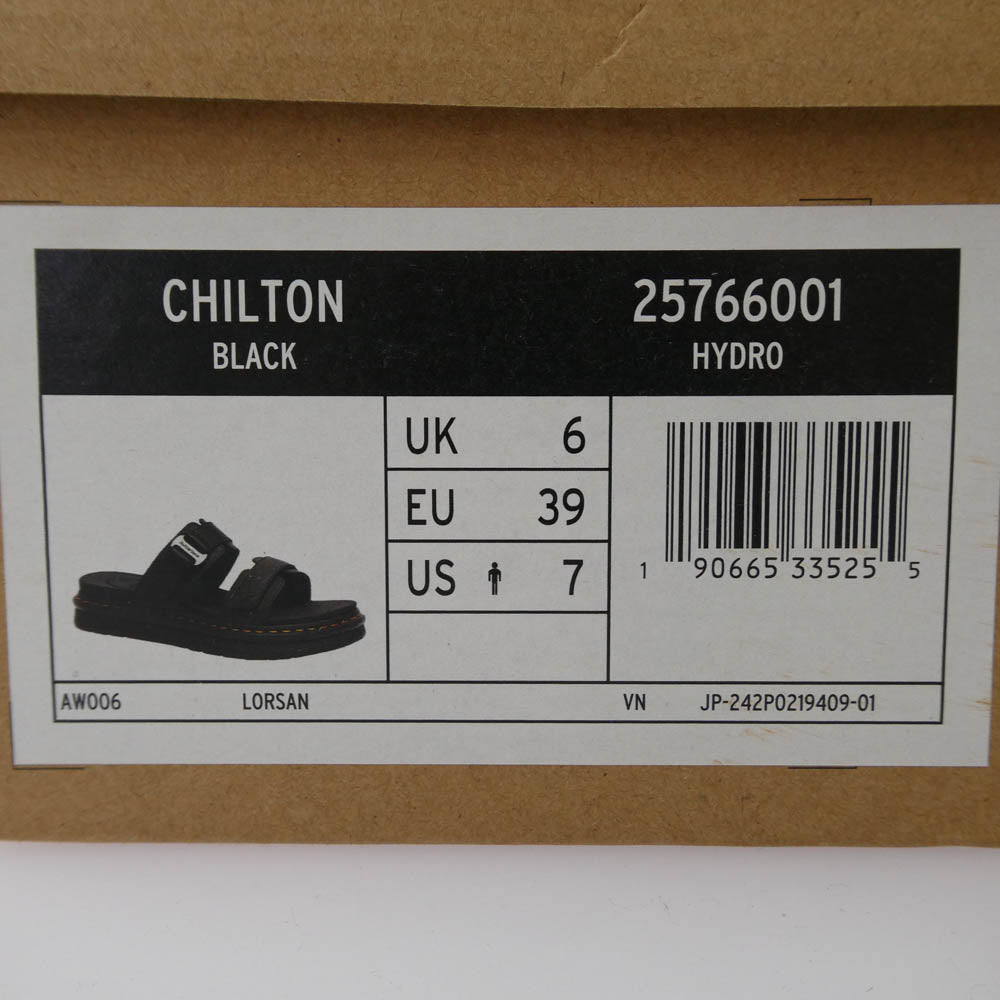 CHILTON
BLACK
25766001
HYDRO
UK 6
EU 39
US 7
1 90665 33525 5
AW006 LORSAN VN JP-242P0219409-01